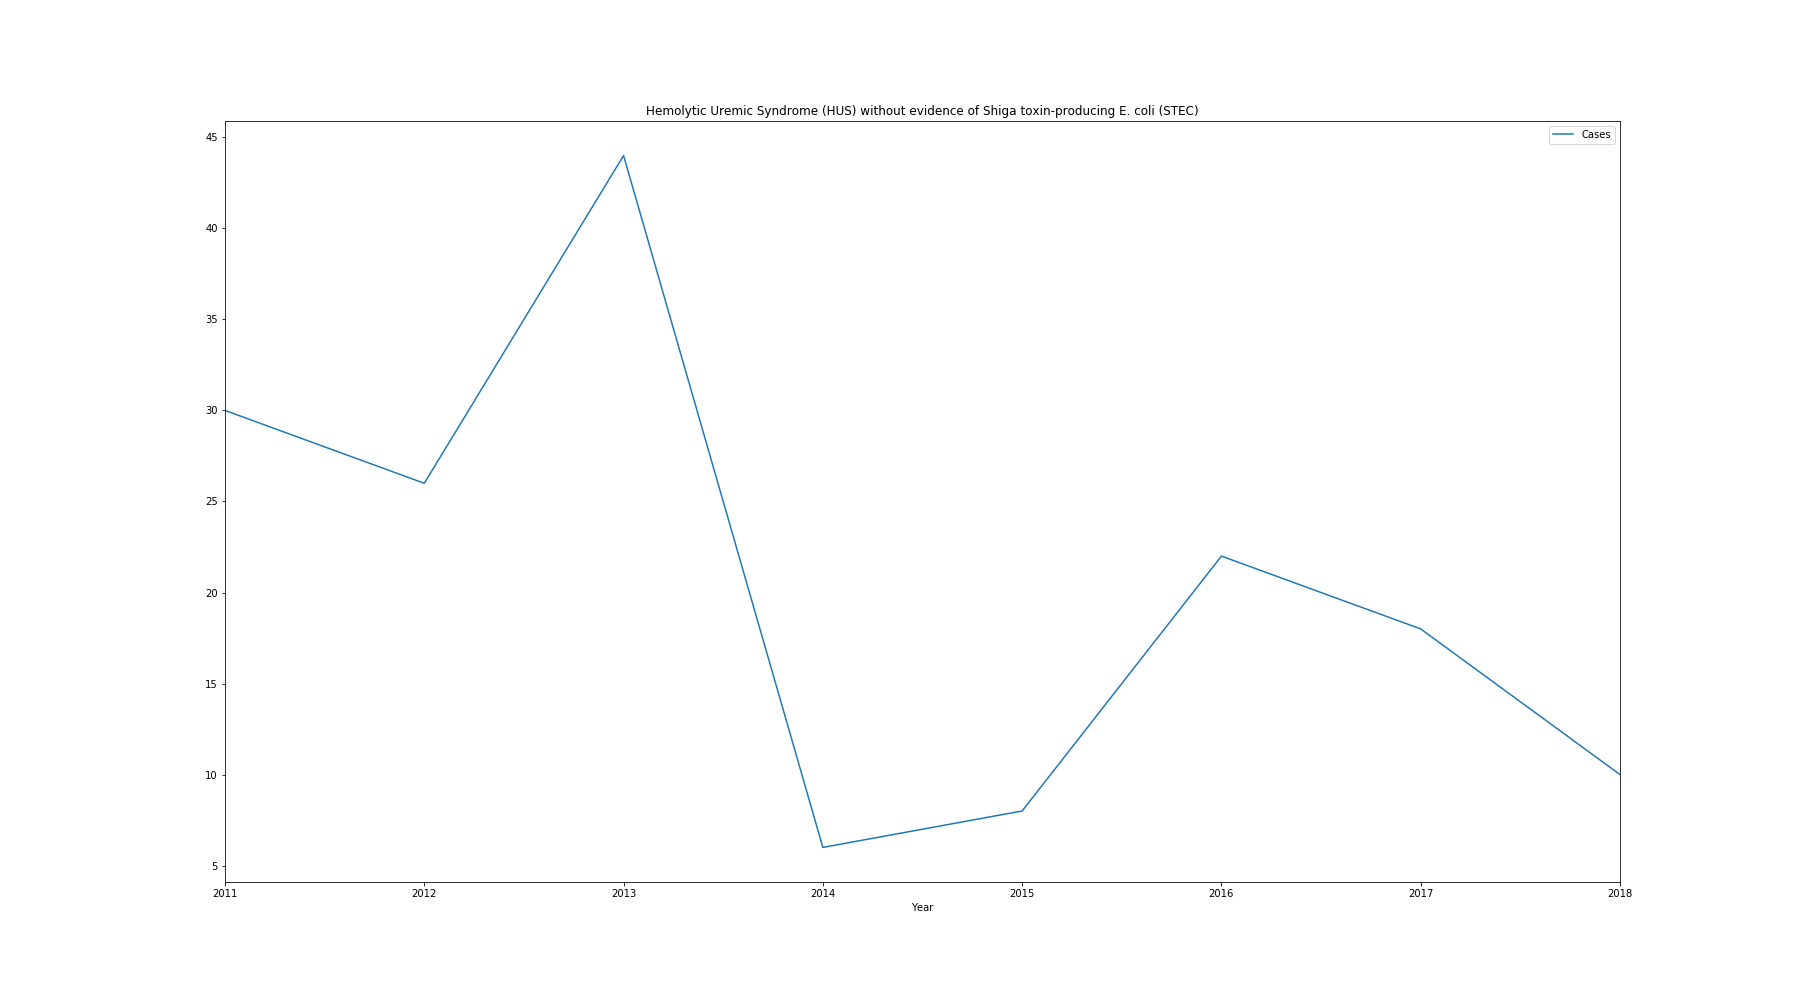 Hemolytic Uremic Syndrome (HUS) without evidence of Shiga toxin-producing E. coli (STEC)
Cases
45
40
35
30
25
20
15
10
5
2011 2012 2013 2014 2015 2016 2017 2018
Year